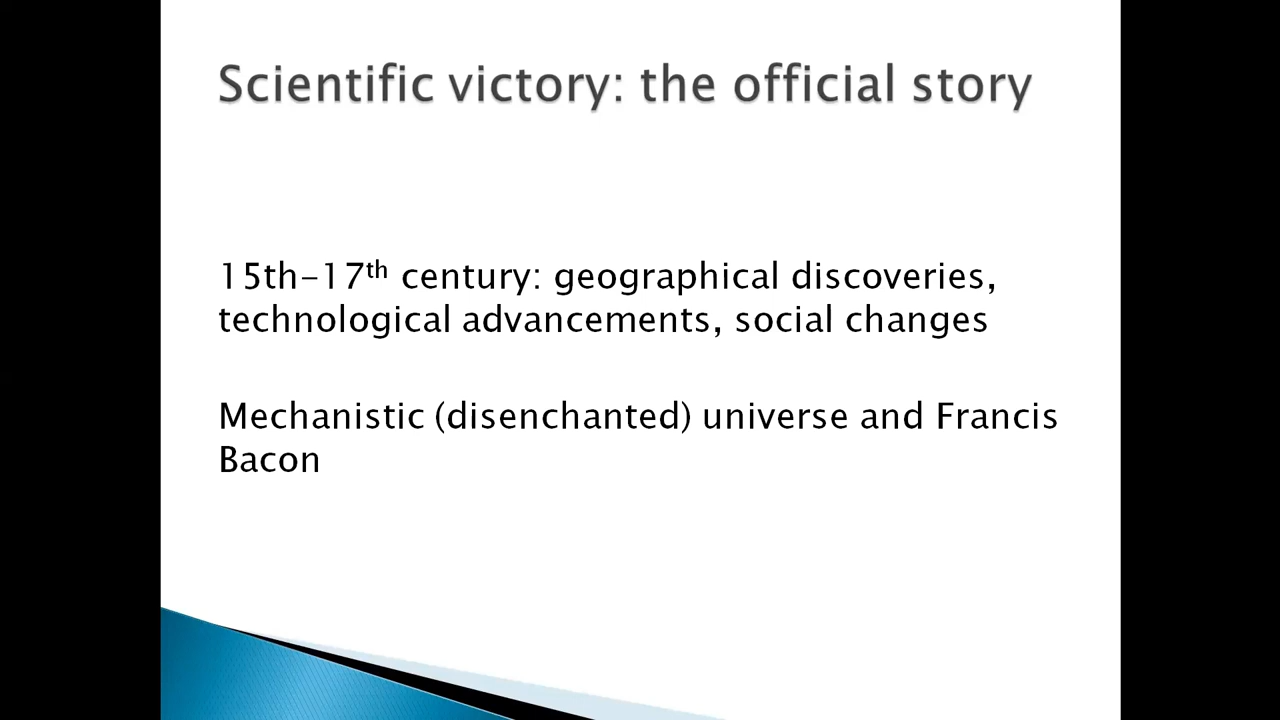 Scientific victory: the official story
15th-17th century: geographical discoveries,
technological advancements, social changes
Mechanistic (disenchanted) universe and Francis
Bacon